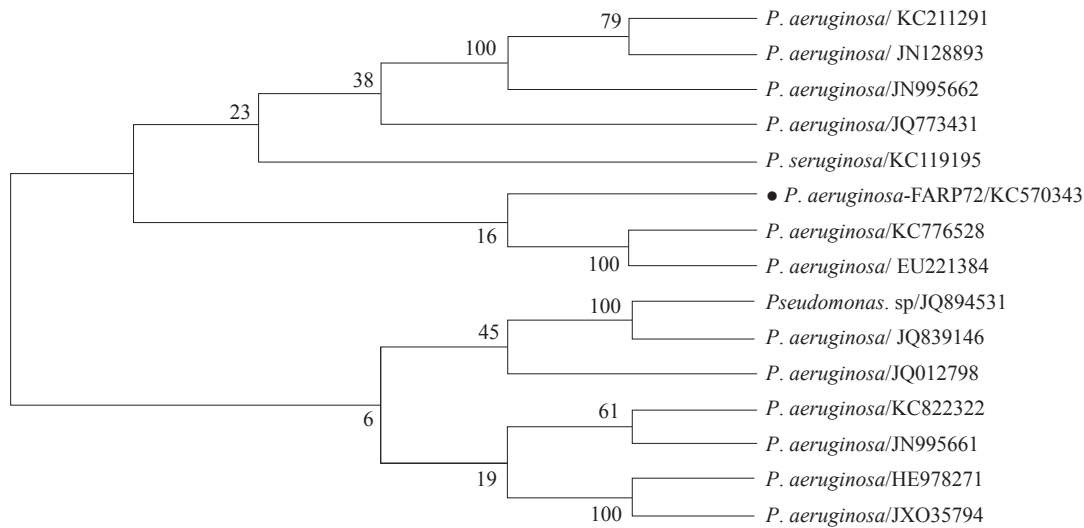 P. aeruginosa/ KC211291
79
P. aeruginosa/ JN128893
100
P. aeruginosa/JN995662
38
P. aeruginosa/JQ773431
23
P. seruginosa/KC119195
● P. aeruginosa-FARP72/KC570343
16
P. aeruginosa/KC776528
100
P. aeruginosa/ EU221384
Pseudomonas. sp/JQ894531
100
45
P. aeruginosa/ JQ839146
P. aeruginosa/JQ012798
6
P. aeruginosa/KC822322
61
P. aeruginosa/JN995661
19
P. aeruginosa/HE978271
100
P. aeruginosa/JXO35794